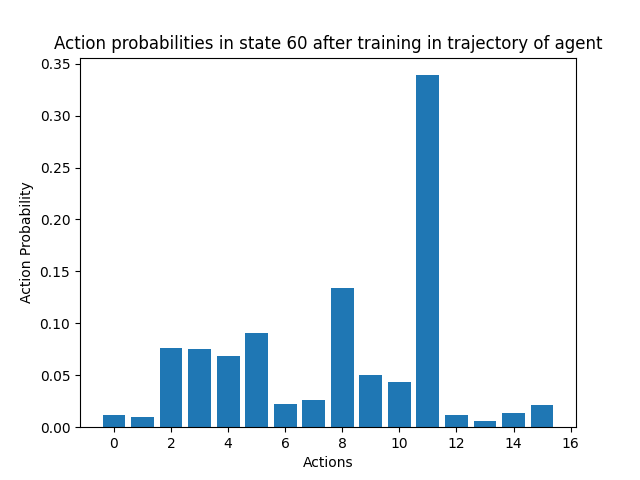 Action probabilities in state 60 after training in trajectory of agent
0.35
0.30
0.25
0.20
0.15
0.10
0.05
0.00
Action Probability
0 2 4 6 8 10 12 14 16
Actions